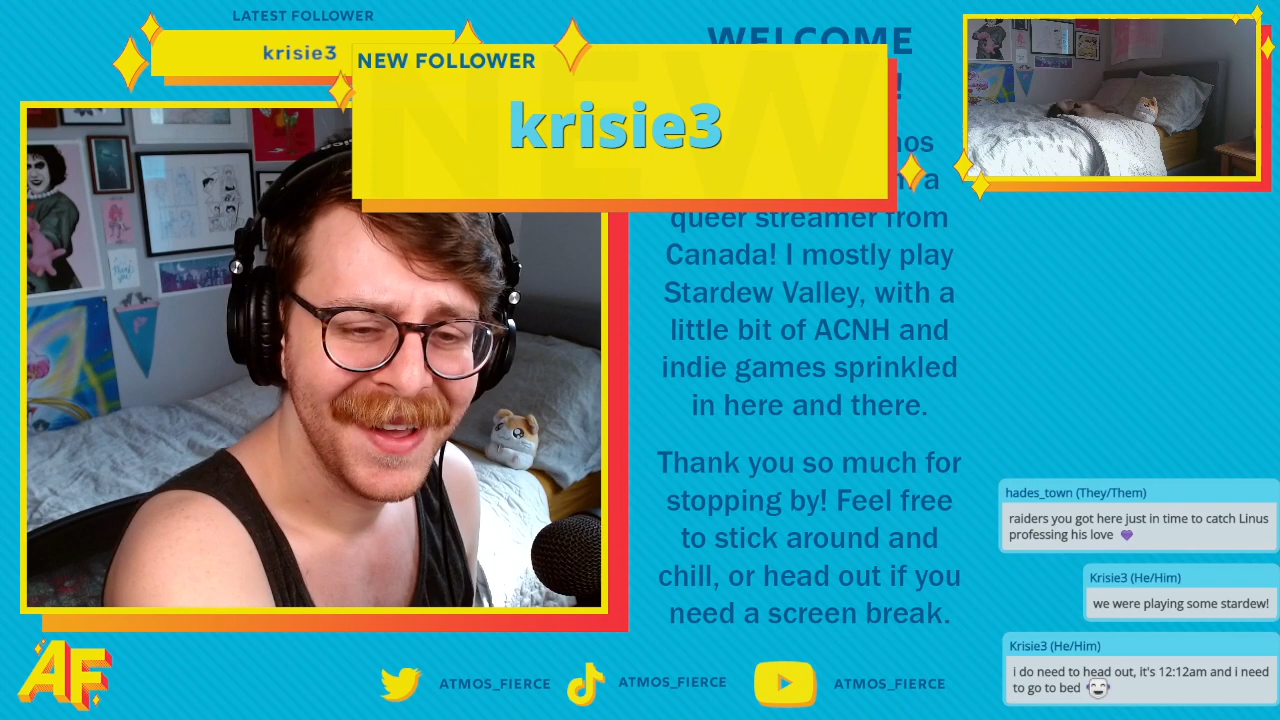 LATEST FOLLOWER
krisie3
NEW FOLLOWER
krisie3
NEW
WELCOME
!
a
queer streamer from
Canada! I mostly play
Stardew Valley, with a
little bit of ACNH and
indie games sprinkled
in here and there.
Thank you so much for
stopping by! Feel free
to stick around and
chill, or head out if you
need a screen break.
hades_town (They/Them)
raiders you got here just in time to catch Linus
professing his love
Krisie3 (He/Him)
we were playing some stardew!
Krisie3 (He/Him)
i do need to head out, it's 12:12am and i need
to go to bed
AF
ATMOS_FIERCE
ATMOS_FIERCE
ATMOS_FIERCE